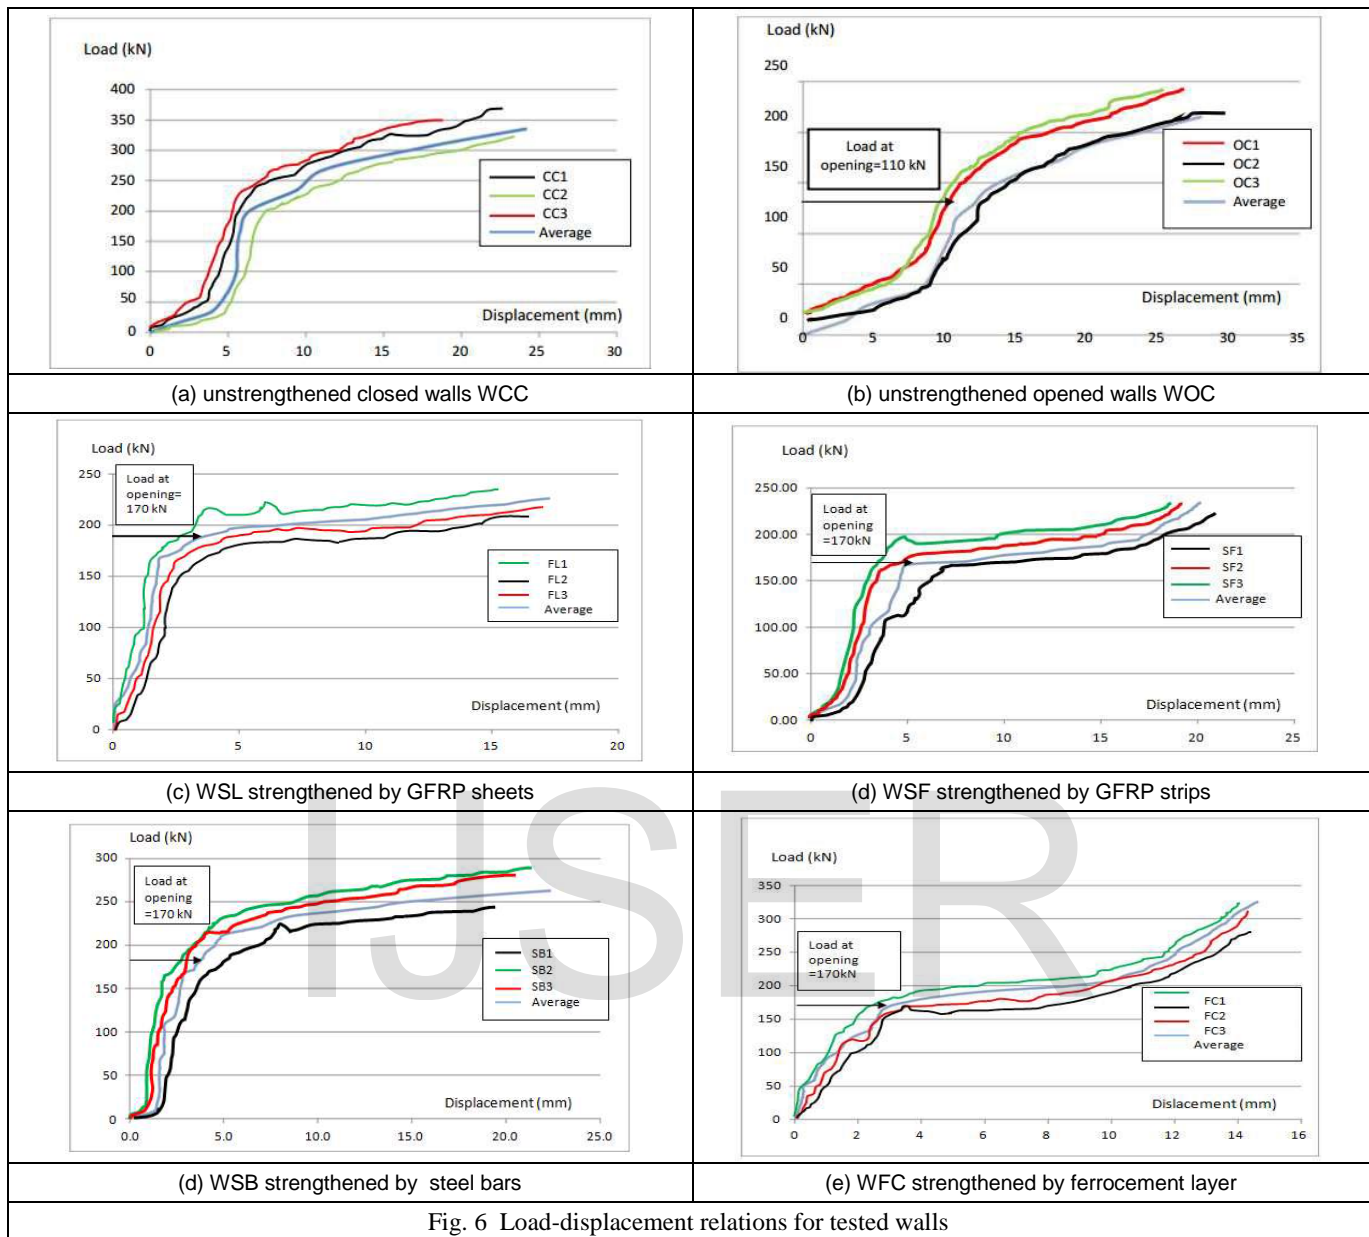 Load (kN)
400
350
300
250
200
150
100
50
0
0 5 10 15 20 25 30
CC1
CC2
CC3
Average
Displacement (mm)
(a) unstrengthened closed walls WCC
Load (kN)
250
200
150
100
50
0
0 5 10 15 20 25 30 35
Load at
opening=110 kN
OC1
OC2
OC3
Average
Displacement (mm)
(b) unstrengthened opened walls WOC
Load (kN)
250
200
150
100
50
0
0 5 10 15 20
Load at
opening=
170 kN
FL1
FL2
FL3
Average
Displacement (mm)
(c) WSL strengthened by GFRP sheets
Load (kN)
250.00
200.00
150.00
100.00
50.00
0.00
0 5 10 15 20 25
Load at
opening
=170kN
SF1
SF2
SF3
Average
Displacement (mm)
(d) WSF strengthened by GFRP strips
Load (kN)
300
250
200
150
100
50
0
0.0 5.0 10.0 15.0 20.0 25.0
Load at
opening
=170 kN
SB1
SB2
SB3
Average
Displacement (mm)
(d) WSB strengthened by steel bars
Load (kN)
350
300
250
200
150
100
50
0
0 2 4 6 8 10 12 14 16
Load at
opening
=170kN
FC1
FC2
FC3
Average
Dislacement (mm)
(e) WFC strengthened by ferrocement layer
IJSER
Fig. 6 Load-displacement relations for tested walls